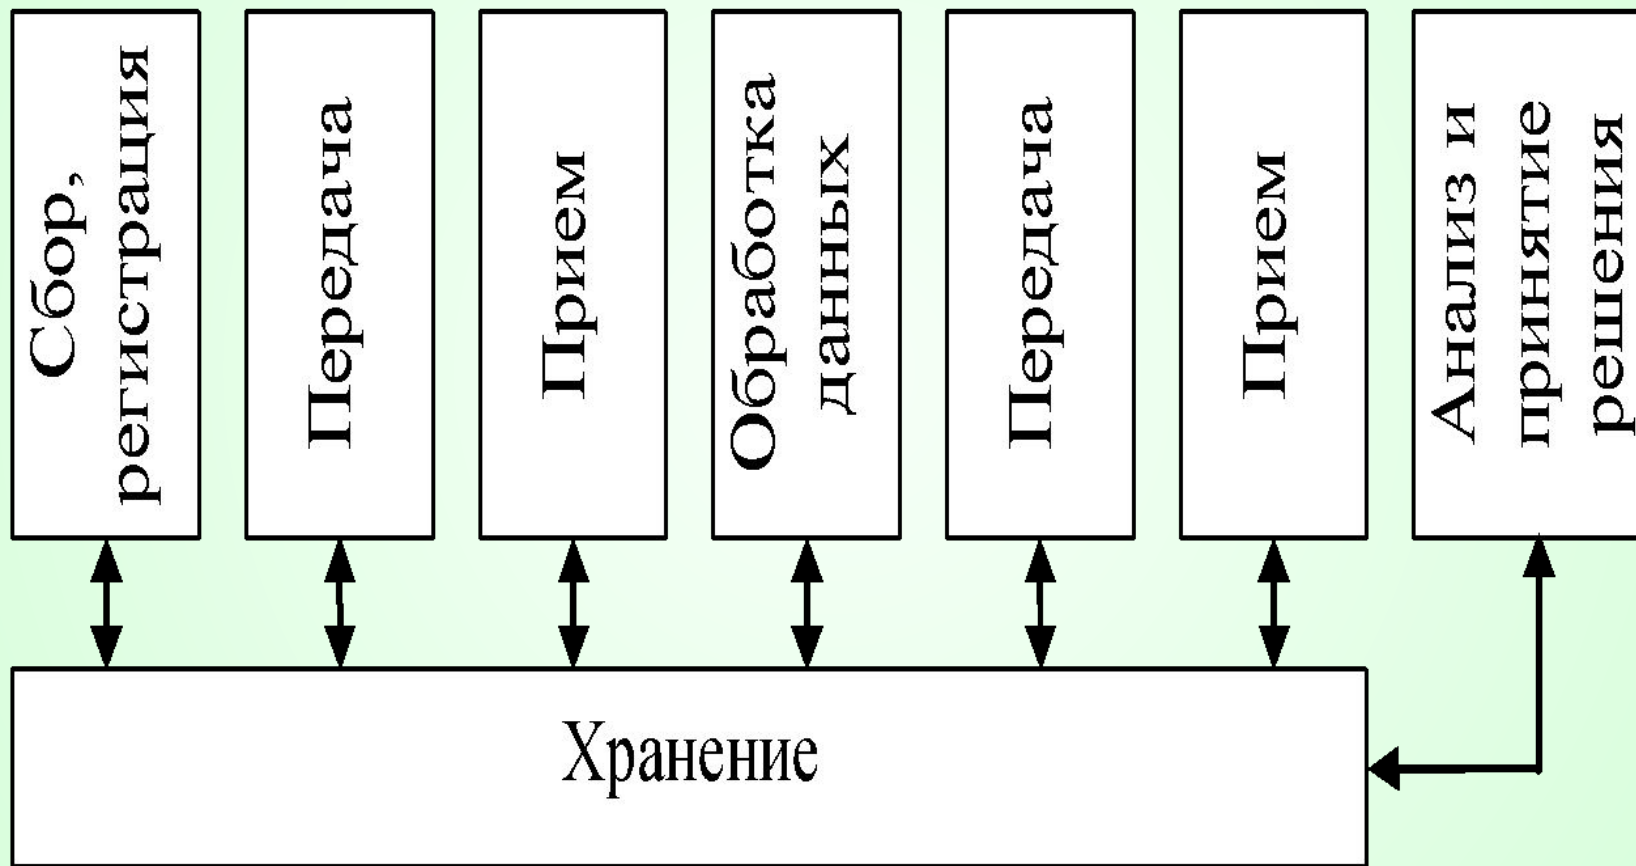 Сбор,
регистрация
Передача
Прием
Обработка
данных
Передача
Прием
Анализ и
принятие
решения
Хранение